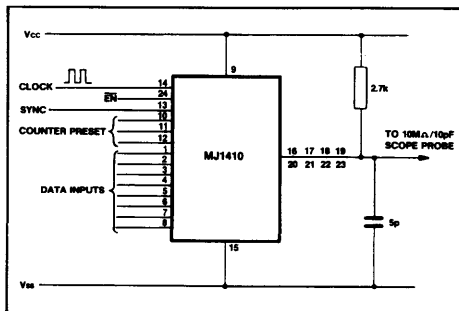 Vcc
9
CLOCK
14
2.7k
EN
24
SYNC
13
10
COUNTER PRESET
11
12
MJ1410
16 17 18 19
20 21 22 23
TO 10MΩ/10pF
SCOPE PROBE
1
2
3
DATA INPUTS
4
5
6
7
8
5p
15
Vss